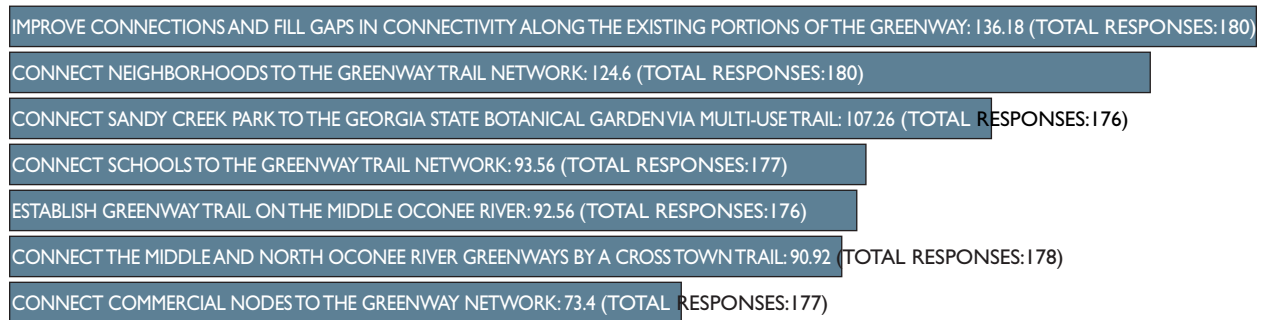 IMPROVE CONNECTIONS AND FILL GAPS IN CONNECTIVITY ALONG THE EXISTING PORTIONS OF THE GREENWAY: 136.18 (TOTAL RESPONSES:180)
CONNECT NEIGHBORHOODS TO THE GREENWAY TRAIL NETWORK: 124.6 (TOTAL RESPONSES:180)
CONNECT SANDY CREEK PARK TO THE GEORGIA STATE BOTANICAL GARDEN VIA MULTI-USE TRAIL: 107.26 (TOTAL RESPONSES:176)
CONNECT SCHOOLS TO THE GREENWAY TRAIL NETWORK: 93.56 (TOTAL RESPONSES:177)
ESTABLISH GREENWAY TRAIL ON THE MIDDLE OCONEE RIVER: 92.56 (TOTAL RESPONSES:176)
CONNECT THE MIDDLE AND NORTH OCONEE RIVER GREENWAYS BY A CROSS TOWN TRAIL: 90.92 (TOTAL RESPONSES:178)
CONNECT COMMERCIAL NODES TO THE GREENWAY NETWORK: 73.4 (TOTAL RESPONSES:177)